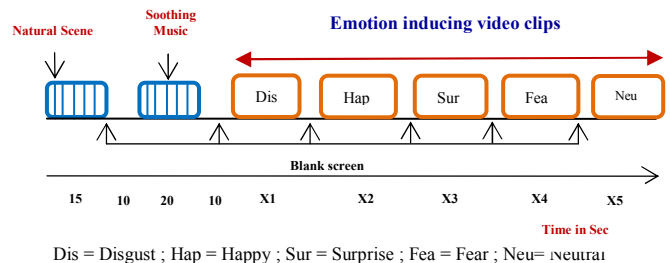 Soothing
Music
Natural Scene
Emotion inducing video clips
Dis Hap Sur Fea Neu
Blank screen
15 10 20 10 X1 X2 X3 X4 X5
Time in Sec
Dis = Disgust ; Hap = Happy ; Sur = Surprise ; Fea = Fear ; Neu= Neutral